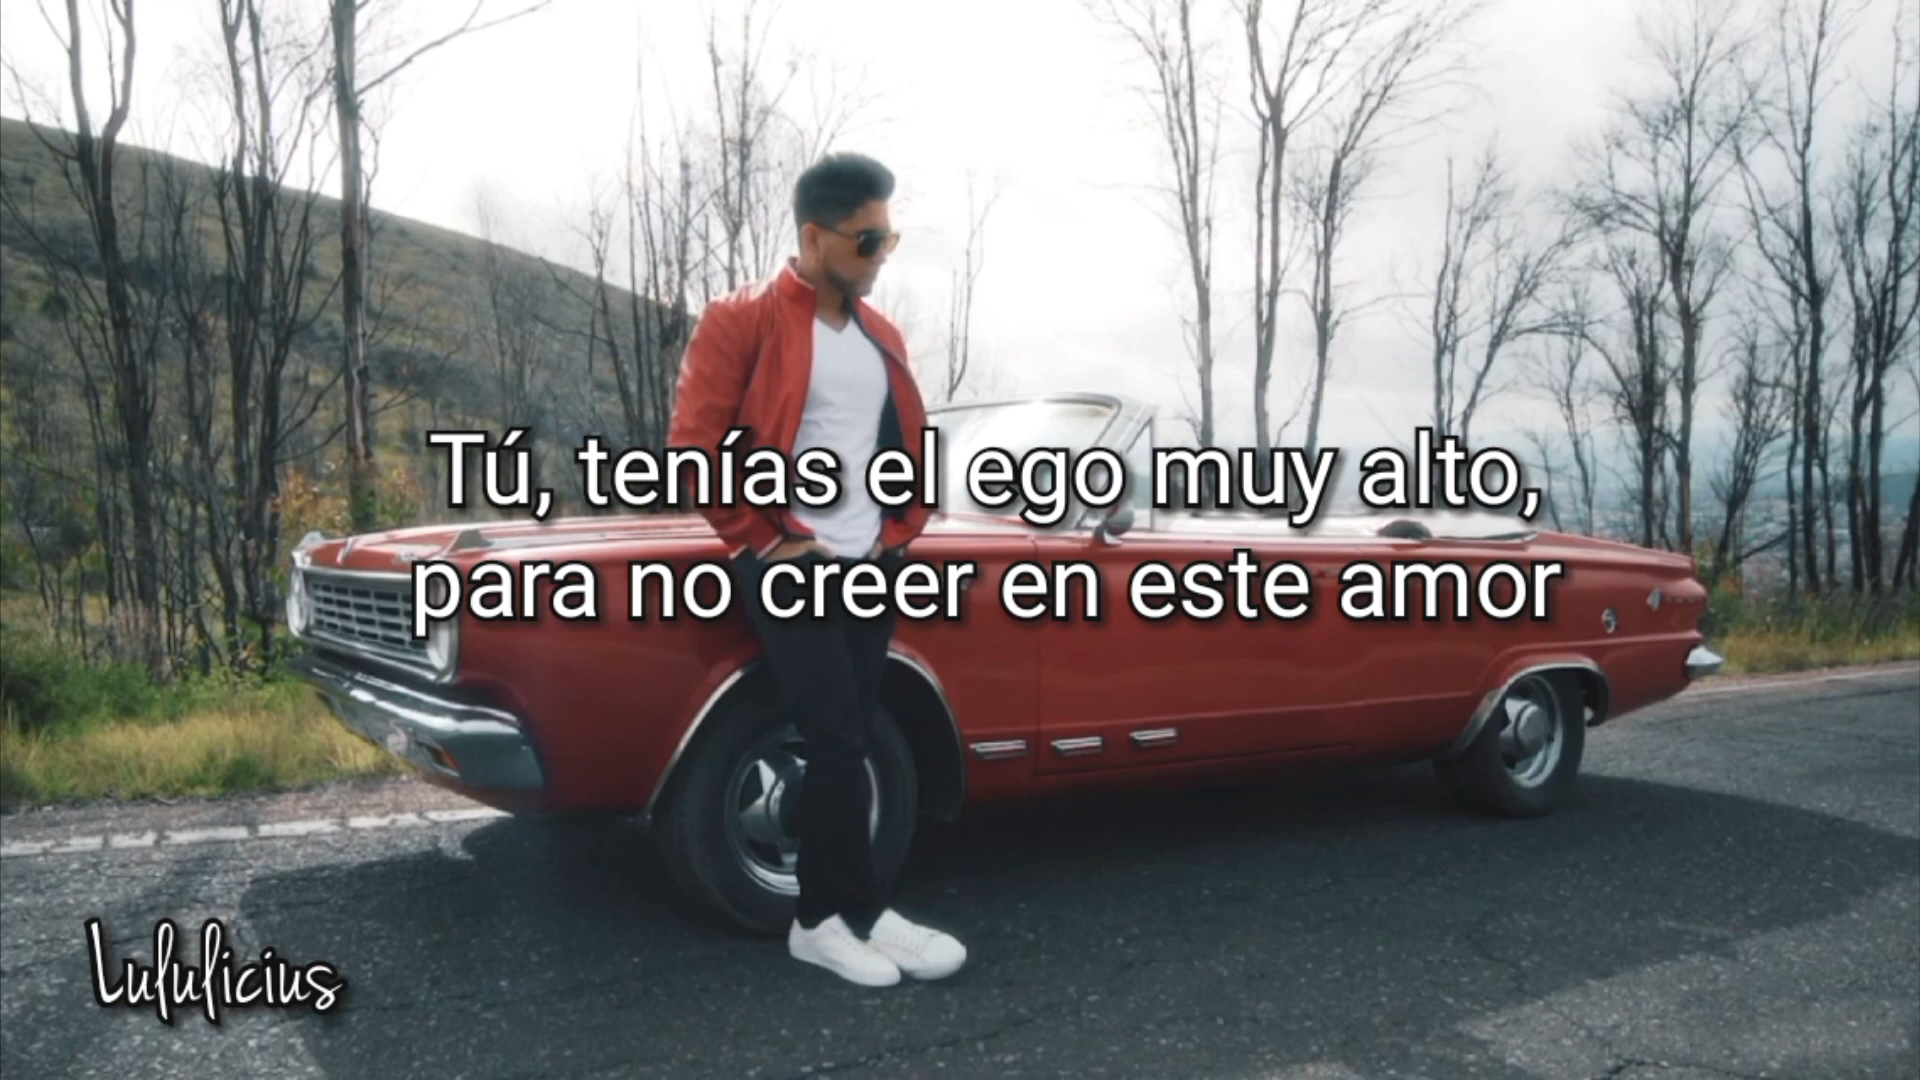 Tú, tenías el ego muy alto,
para no creer en este amor
Lululicius